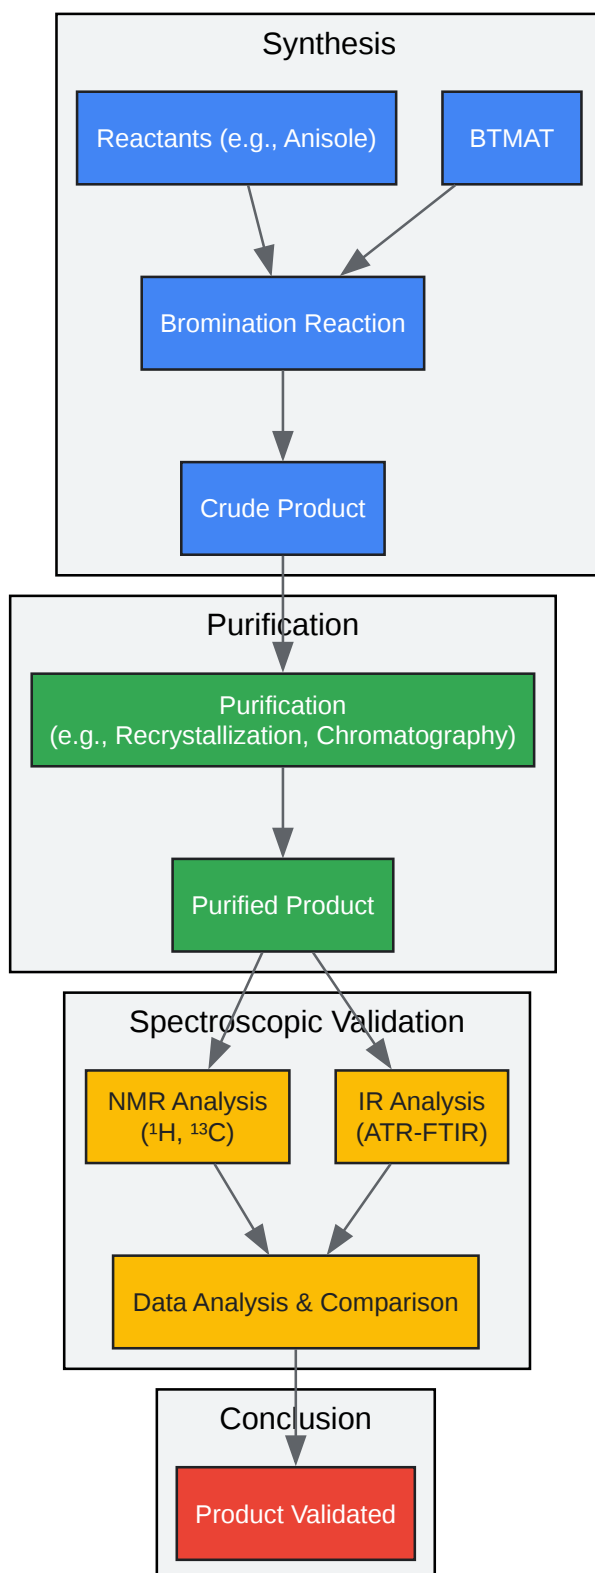 Synthesis
Reactants (e.g., Anisole)
BTMAT
Bromination Reaction
Crude Product
Purification
Purification
(e.g., Recrystallization, Chromatography)
Purified Product
Spectroscopic Validation
NMR Analysis
(¹H, ¹³C)
IR Analysis
(ATR-FTIR)
Data Analysis & Comparison
Conclusion
Product Validated